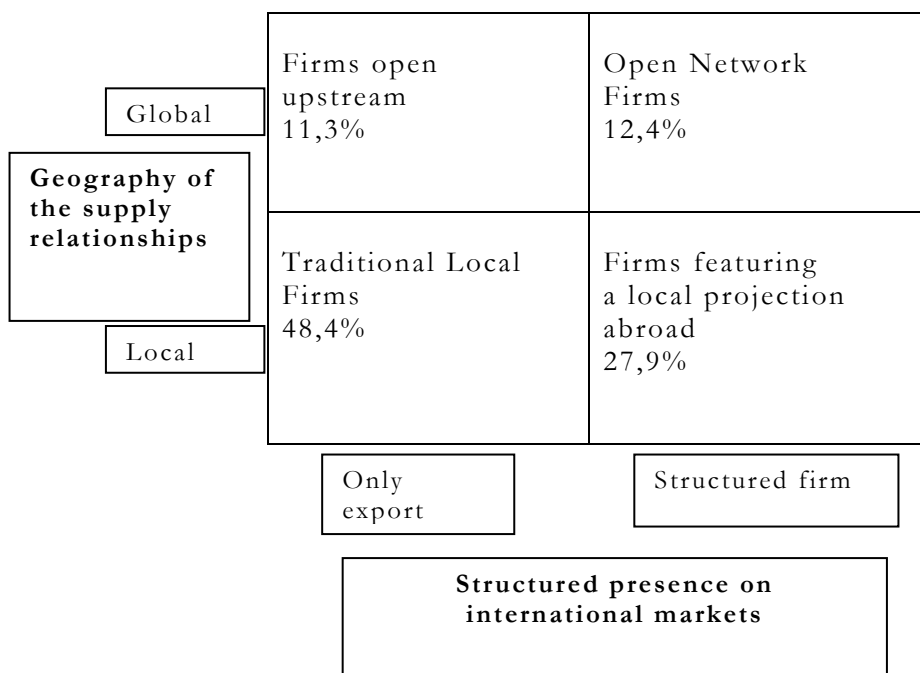 Firms open
upstream
11,3%
Open Network
Firms
12,4%
Global
Geography of
the supply
relationships
Traditional Local
Firms
48,4%
Firms featuring
a local projection
abroad
27,9%
Local
Only
export
Structured firm
Structured presence on
international markets